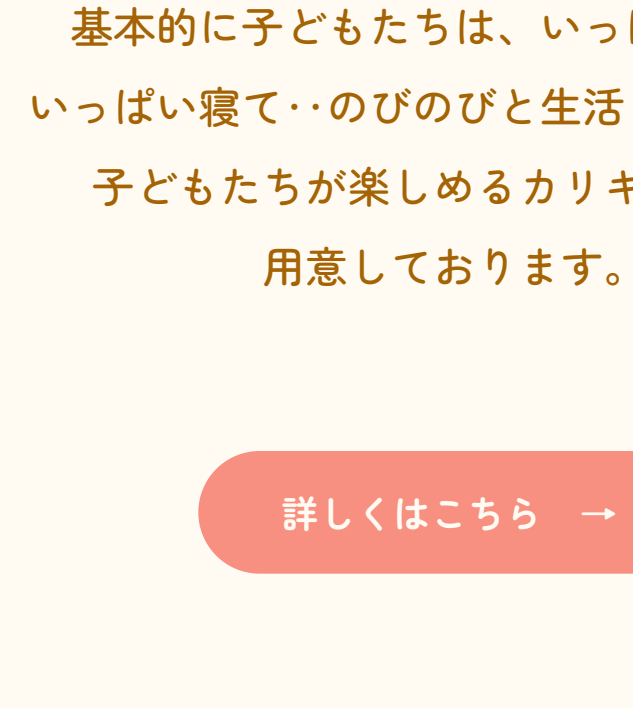 基本的に子どもたちは、いっ
いっぱい寝て‥のびのびと生活
子どもたちが楽しめるカリキ
用意しております。
詳しくはこちら →